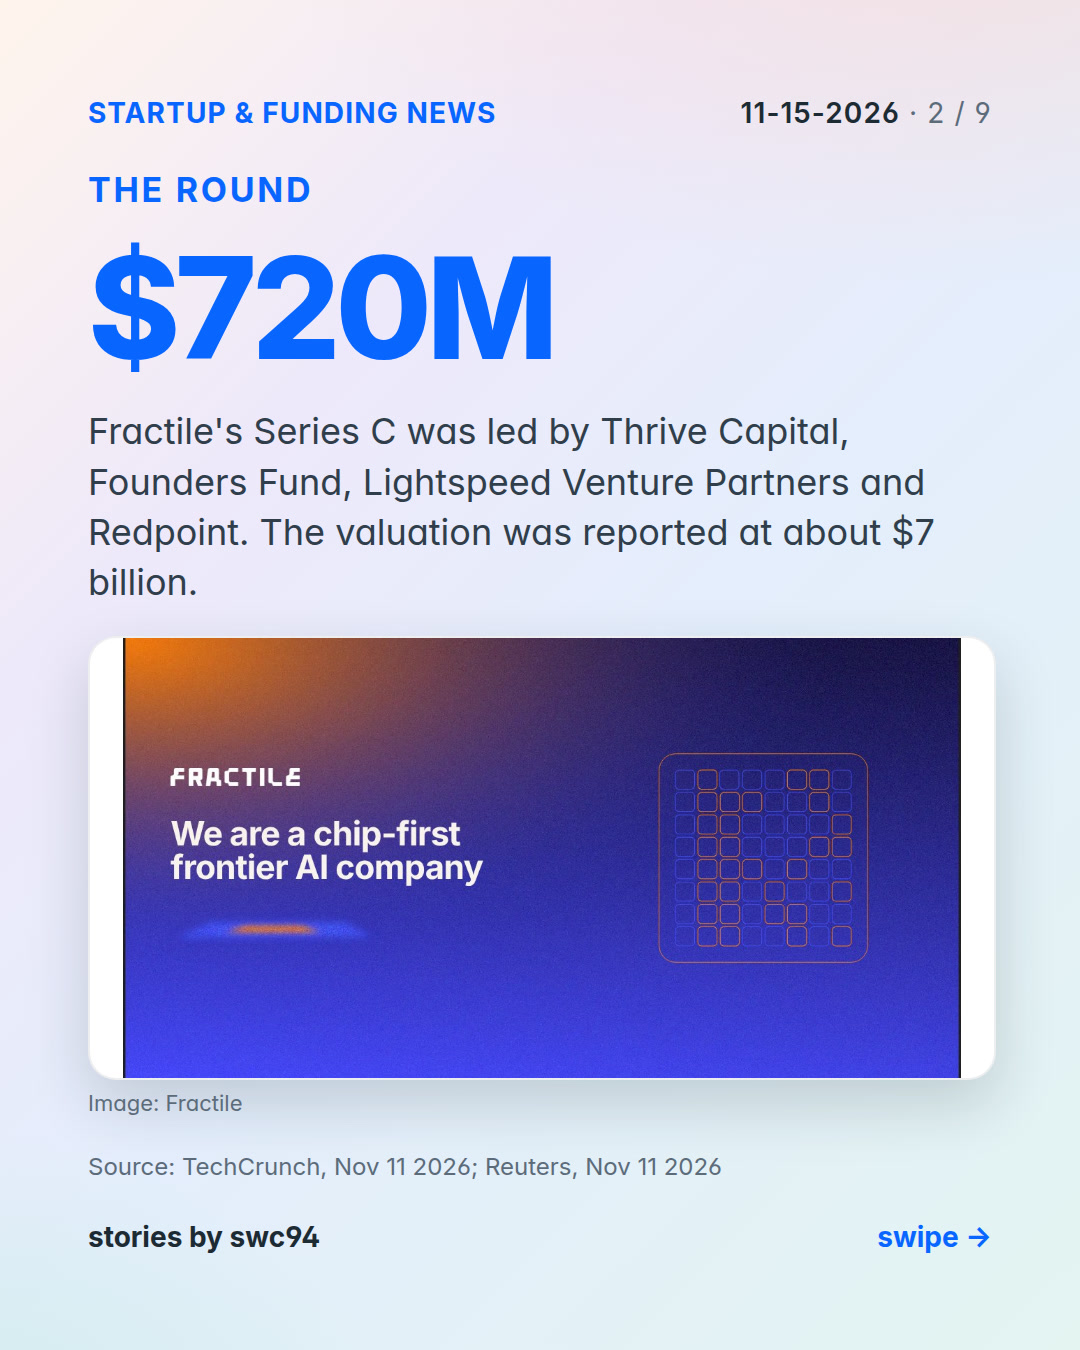 STARTUP & FUNDING NEWS
11-15-2026 · 2 / 9
THE ROUND
$720M
Fractile's Series C was led by Thrive Capital,
Founders Fund, Lightspeed Venture Partners and
Redpoint. The valuation was reported at about $7
billion.
FRACTILE
We are a chip-first
frontier AI company
Image: Fractile
Source: TechCrunch, Nov 11 2026; Reuters, Nov 11 2026
stories by swc94
swipe →